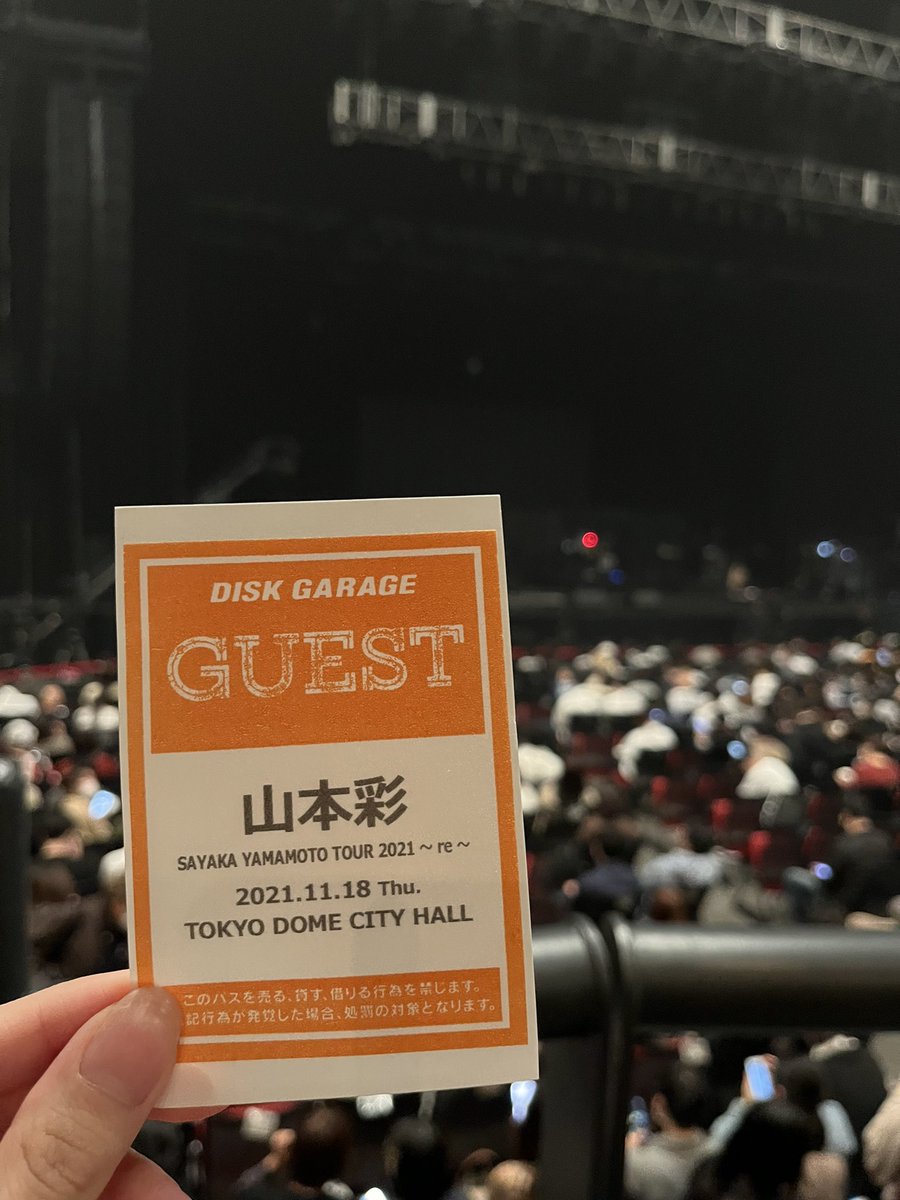 DISK GARAGE
GUEST
山本彩
SAYAKA YAMAMOTO TOUR 2021 ~ re ~
2021.11.18 Thu.
TOKYO DOME CITY HALL
このパスを売る、貸す、借りる行為を禁じます。
記行為が発覚した場合、処罰の対象となります。